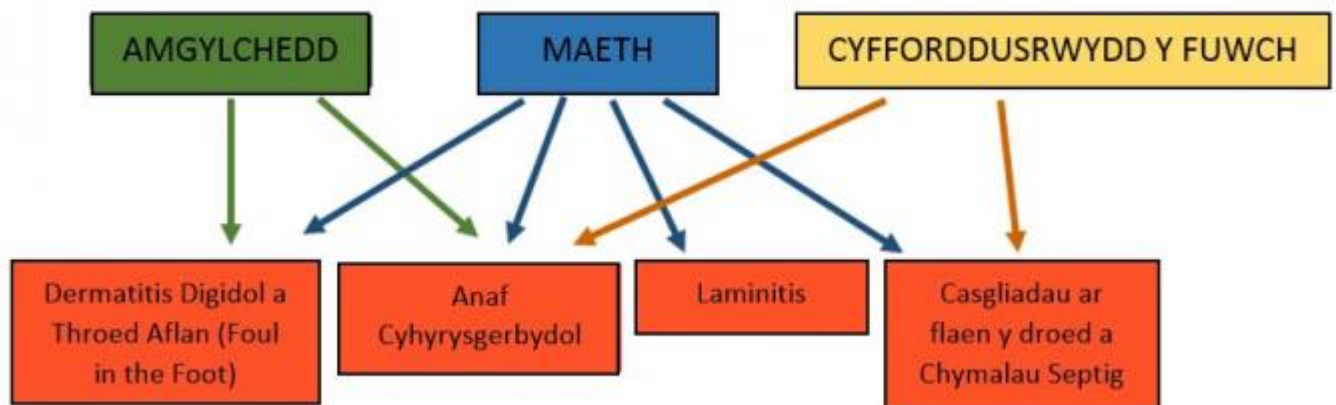 AMGYLCHEDD
MAETH
CYFFORDDUSRWYDD Y FUWCH
Dermatitis Digidol a
Throed Aflan (Foul
in the Foot)
Anaf
Cyhyrysgerbydol
Laminitis
Casgliadau ar
flaen y droed a
Chymalau Septig